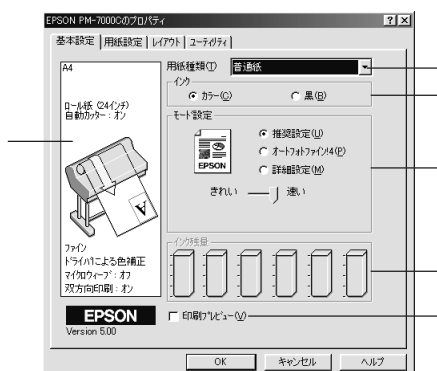 EPSON PM-7000Cのプロパティ
基本設定 用紙設定 レイアウト ユーティリティ
A4
ロール紙 (24インチ)
自動カッター : オン
ファイン
ドライバによる色補正
マイクロウィーブ : オフ
双方向印刷 : オン
EPSON
Version 5.00
用紙種類(T) 普通紙
インク
カラー(C) 黒(B)
モード設定
EPSON
推奨設定(U)
オートフォトファイン!4(P)
詳細設定(M)
きれい 速い
インク残量
印刷プレビュー(V)
OK キャンセル ヘルプ